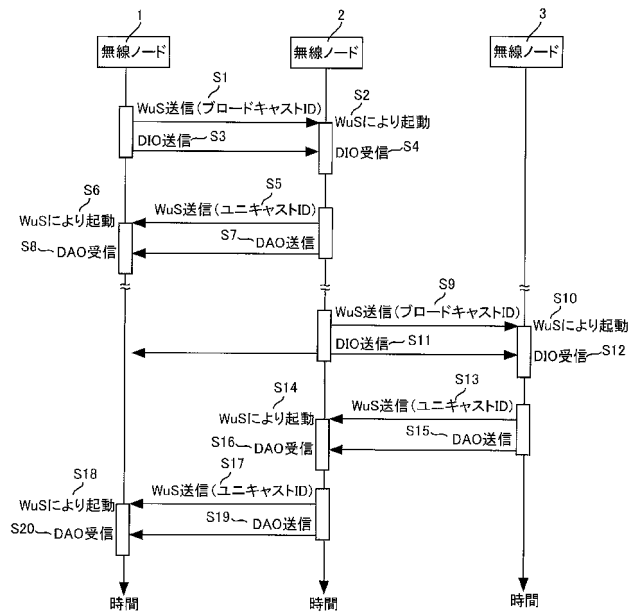 1 2 3
無線ノード 無線ノード 無線ノード
S1
WuS送信(ブロードキャストID)
S2
WuSにより起動
DIO送信 S3
DIO受信 S4
S5
WuS送信(ユニキャストID)
S6
WuSにより起動
S7 DAO送信
S8 DAO受信
S9
WuS送信(ブロードキャストID)
S10
WuSにより起動
DIO送信 S11
DIO受信 S12
S13
WuS送信(ユニキャストID)
S14
WuSにより起動
S15 DAO送信
S16 DAO受信
S17
WuS送信(ユニキャストID)
S18
WuSにより起動
S19 DAO送信
S20 DAO受信
時間 時間 時間